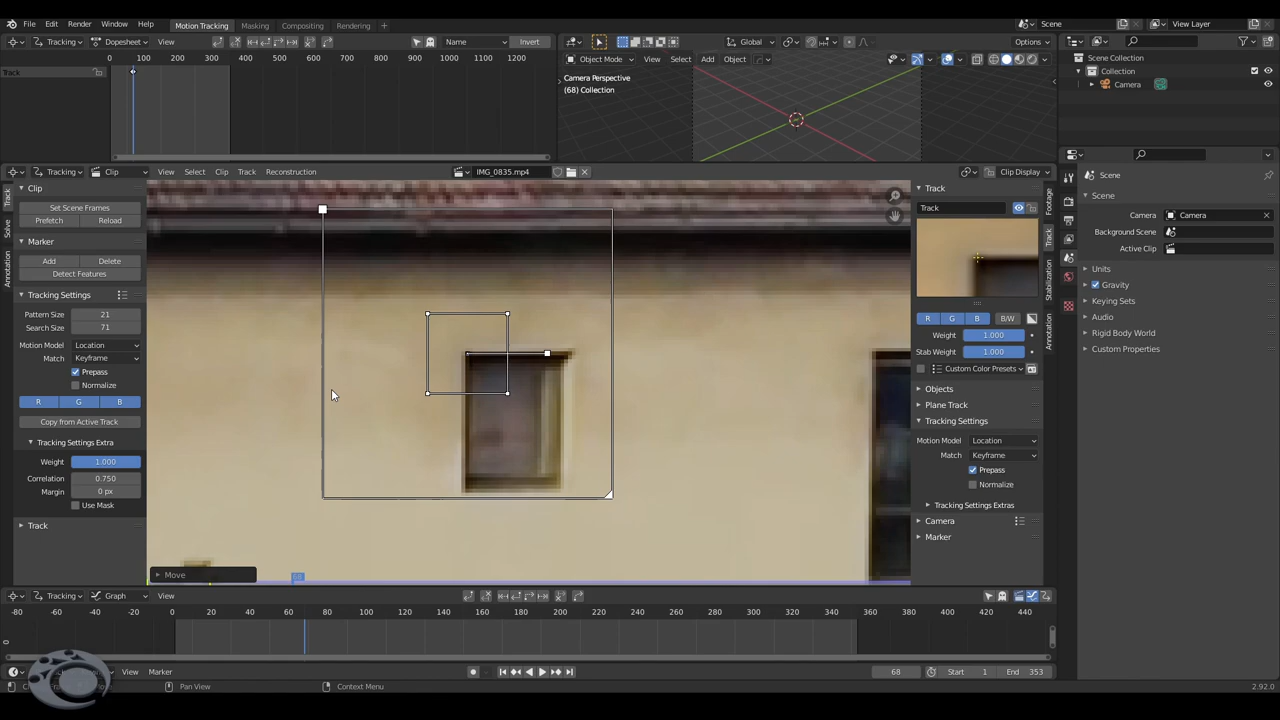 File Edit Render Window Help Motion Tracking Masking Compositing Rendering Scene View Layer
Tracking Dopesheet View Name Invert Global Options
0 100 200 300 400 500 600 700 800 900 1000 1100 1200
Track
Object Mode View Select Add Object
Camera Perspective
(68) Collection
Scene Collection
Collection
Camera
Tracking Clip View Select Clip Track Reconstruction IMG_0835.mp4 Clip Display
Track
Solve
Annotation
Clip
Set Scene Frames
Prefetch Reload
Marker
Add Delete
Detect Features
Tracking Settings
Pattern Size 21
Search Size 71
Motion Model Location
Match Keyframe
Prepass
Normalize
R G B
Copy from Active Track
Tracking Settings Extra
Weight 1.000
Correlation 0.750
Margin 0 px
Use Mask
Track
Move
68
Track
Track
R G B B/W
Weight 1.000
Stab Weight 1.000
Custom Color Presets
Objects
Plane Track
Tracking Settings
Motion Model Location
Match Keyframe
Prepass
Normalize
Tracking Settings Extras
Camera
Marker
Footage
Track
Stabilization
Annotation
Scene
Scene
Camera Camera
Background Scene
Active Clip
Units
Gravity
Keying Sets
Audio
Rigid Body World
Custom Properties
Tracking Graph View
-80 -60 -40 -20 0 20 40 60 80 100 120 140 160 180 200 220 240 260 280 300 320 340 360 380 400 420 440
0
View Marker 68 Start 1 End 353
Pan View Context Menu 2.92.0